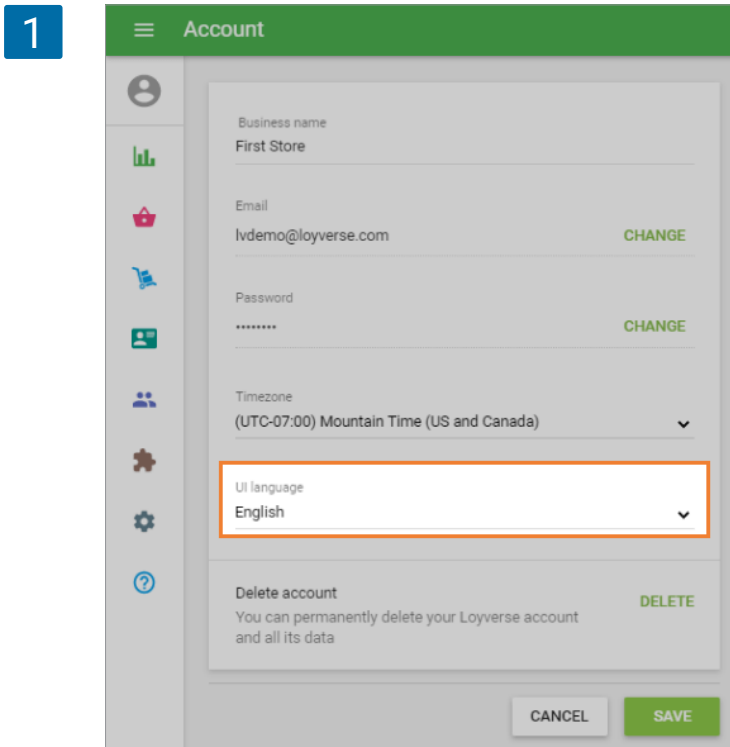 1
Account
Business name
First Store
Email
lvdemo@loyverse.com
CHANGE
Password
••••••••
CHANGE
Timezone
(UTC-07:00) Mountain Time (US and Canada)
UI language
English
Delete account
DELETE
You can permanently delete your Loyverse account
and all its data
CANCEL
SAVE